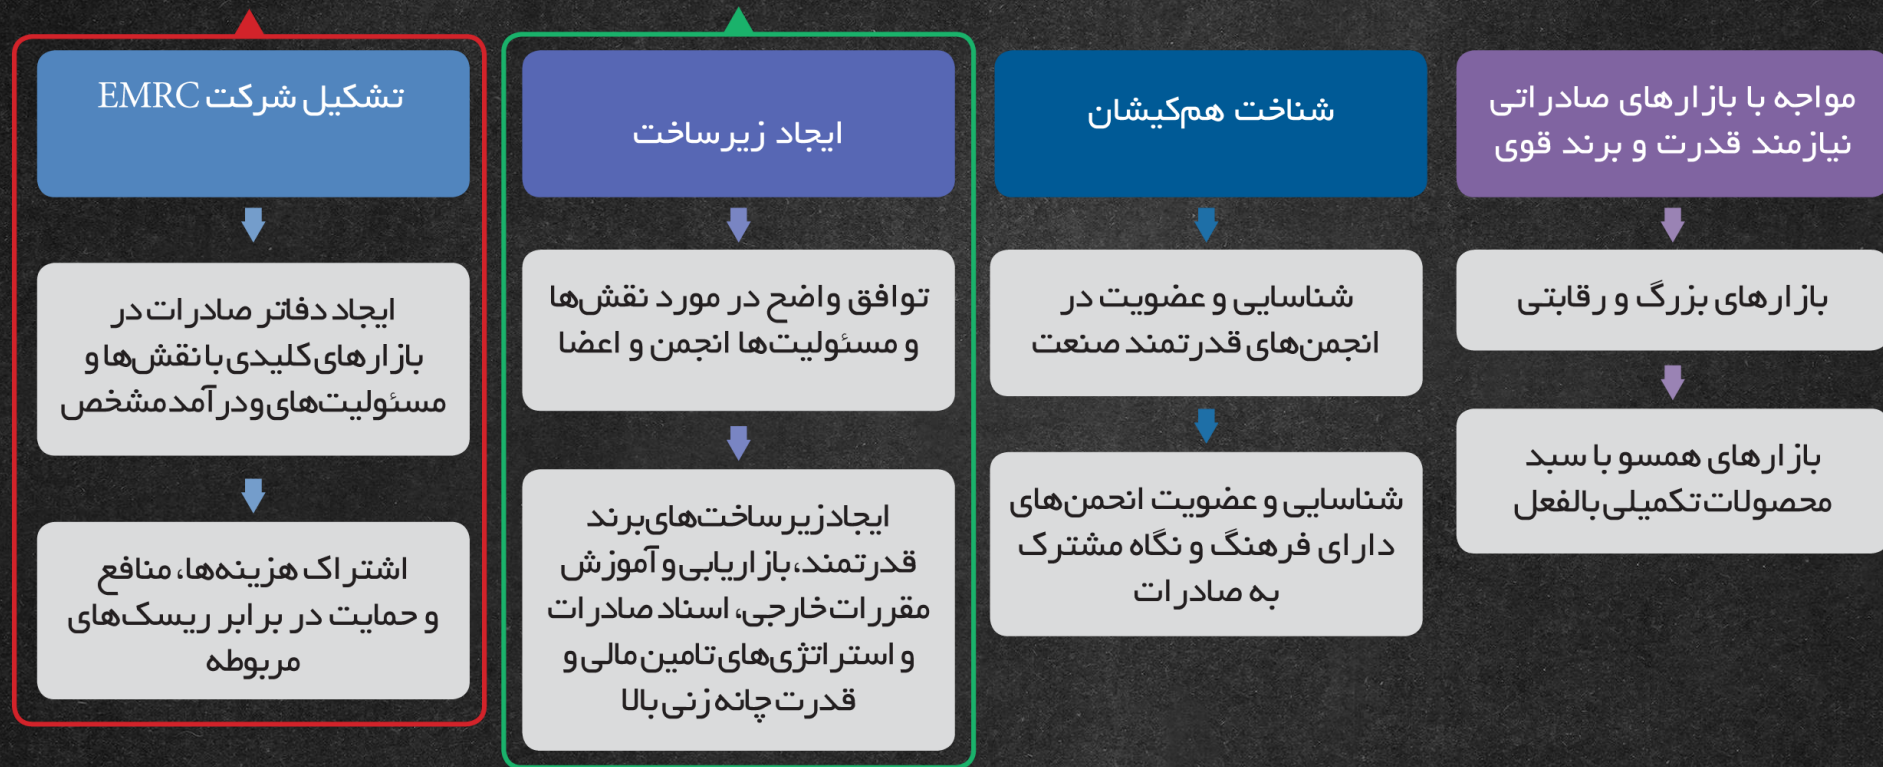 مواجه با بازارهای صادراتی
نیازمند قدرت و برند قوی
بازارهای بزرگ و رقابتی
بازارهای همسو با سبد
محصولات تکمیلی بالفعل
شناخت هم‌کیشان
شناسایی و عضویت در
انجمن‌های قدرتمند صنعت
شناسایی و عضویت انحمن‌های
دارای فرهنگ و نگاه مشترک
به صادرات
ایجاد زیرساخت
توافق واضح در مورد نقش‌ها
و مسئولیت‌ها انجمن و اعضا
ایجاد زیرساخت‌های برند
قدرتمند، بازاریابی و آموزش
مقررات خارجی، اسناد صادرات
و استراتژی‌های تامین مالی و
قدرت چانه زنی بالا
تشکیل شرکت EMRC
ایجاد دفاتر صادرات در
بازارهای کلیدی با نقش‌ها و
مسئولیت‌های و درآمد مشخص
اشتراک هزینه‌ها، منافع
و حمایت در برابر ریسک‌های
مربوطه